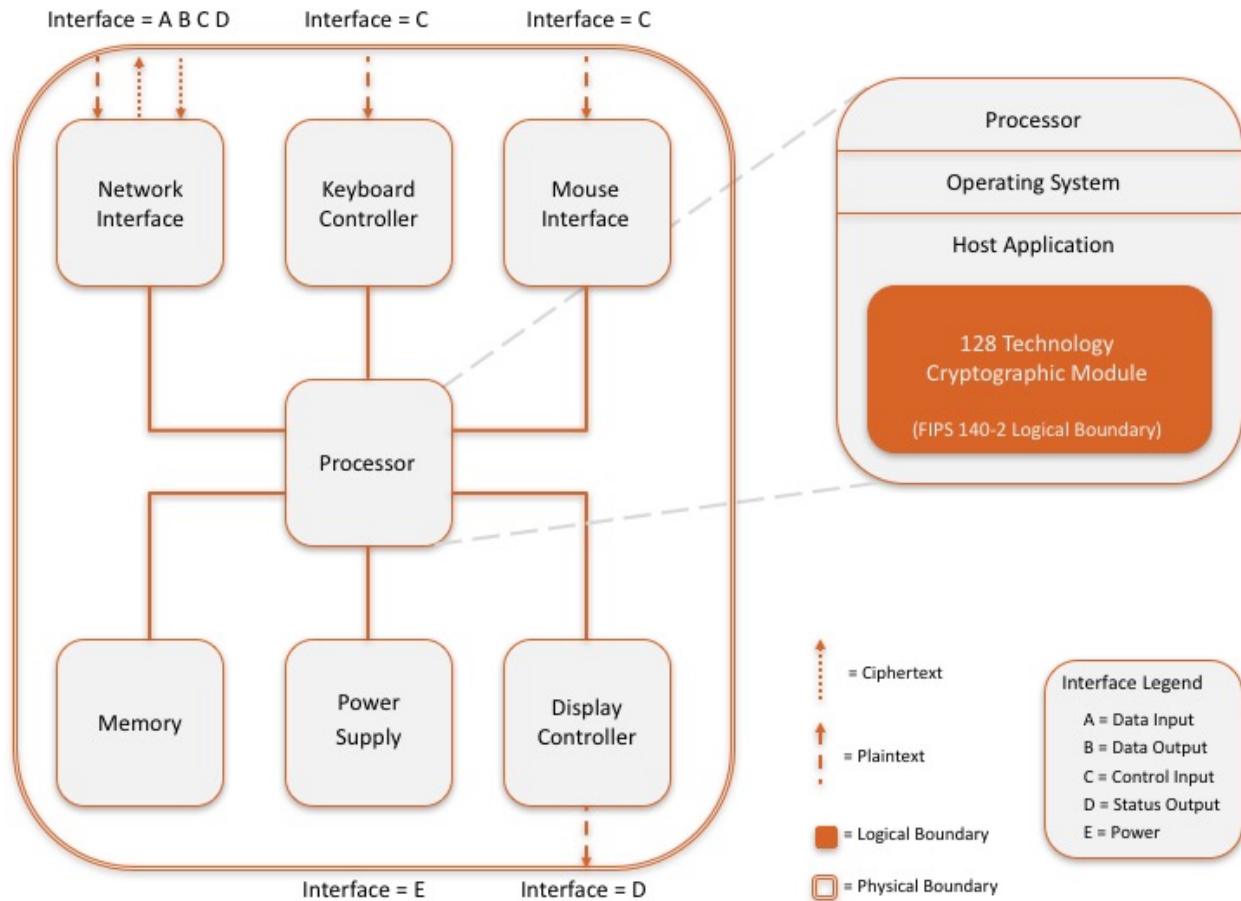 Interface = A B C D
Interface = C
Interface = C
Network
Interface
Keyboard
Controller
Mouse
Interface
Processor
Memory
Power
Supply
Display
Controller
Interface = E
Interface = D
Processor
Operating System
Host Application
128 Technology
Cryptographic Module
(FIPS 140-2 Logical Boundary)
= Ciphertext
= Plaintext
= Logical Boundary
= Physical Boundary
Interface Legend
A = Data Input
B = Data Output
C = Control Input
D = Status Output
E = Power